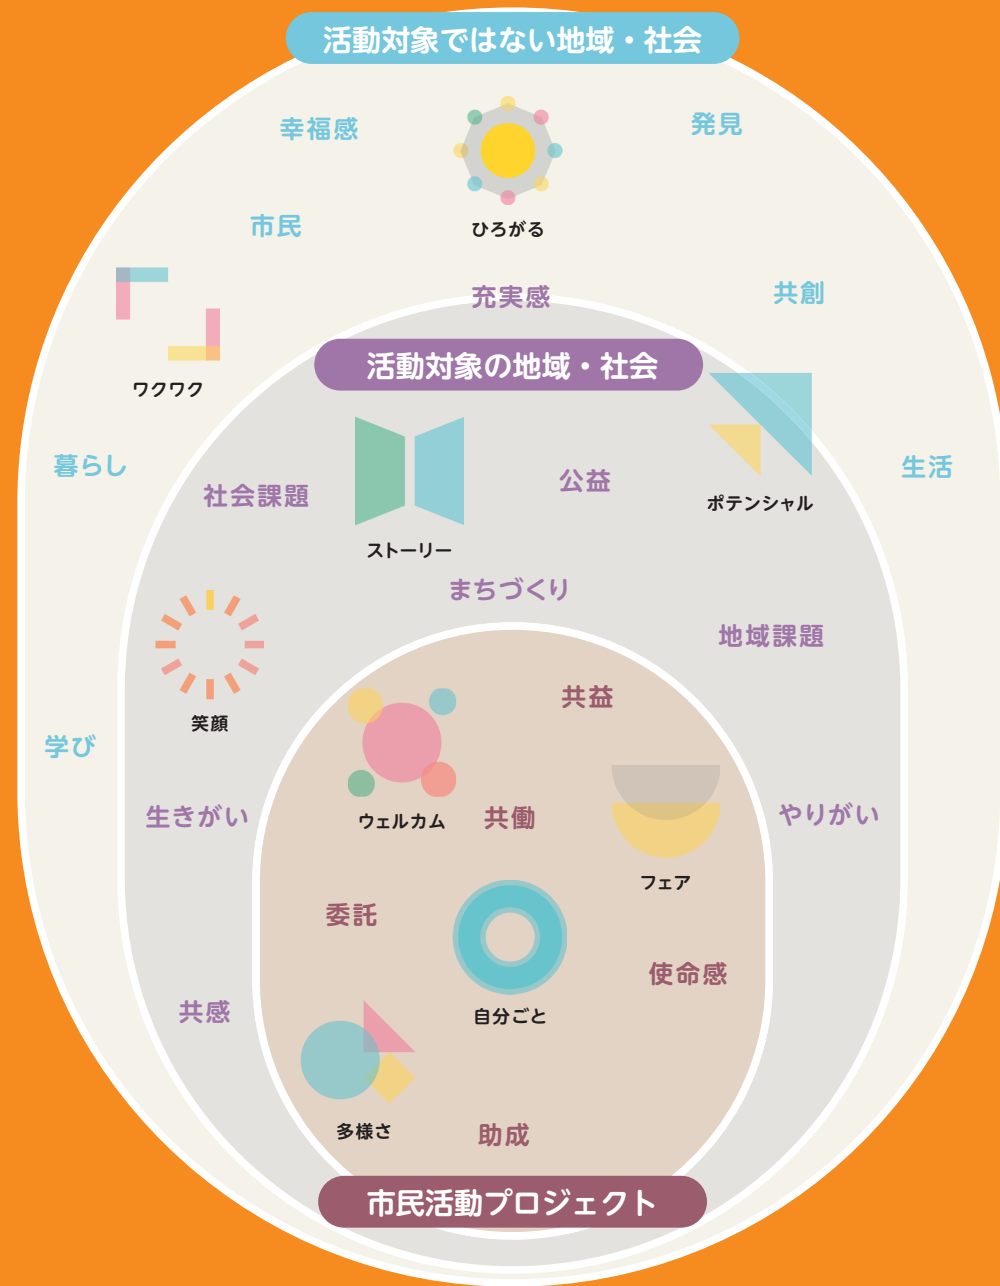 活動対象ではない地域・社会
幸福感
発見
市民
ひろがる
充実感
共創
活動対象の地域・社会
ワクワク
暮らし
社会課題
公益
生活
ポテンシャル
ストーリー
まちづくり
地域課題
笑顔
共益
学び
生きがい
ウェルカム
共働
やりがい
フェア
委託
使命感
共感
自分ごと
多様さ
助成
市民活動プロジェクト